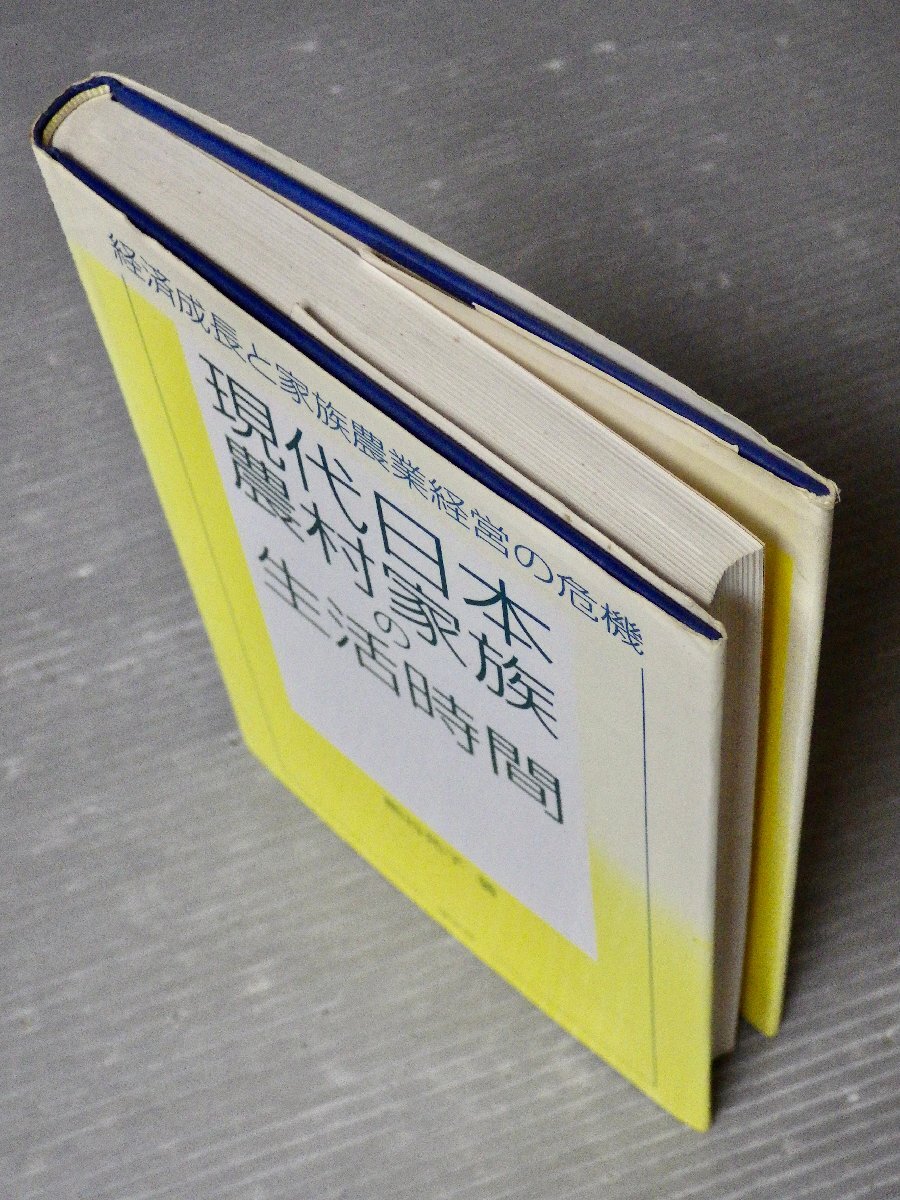 経済成長と家族農業経営の危機
現代日本
農村家族
の
生活時間